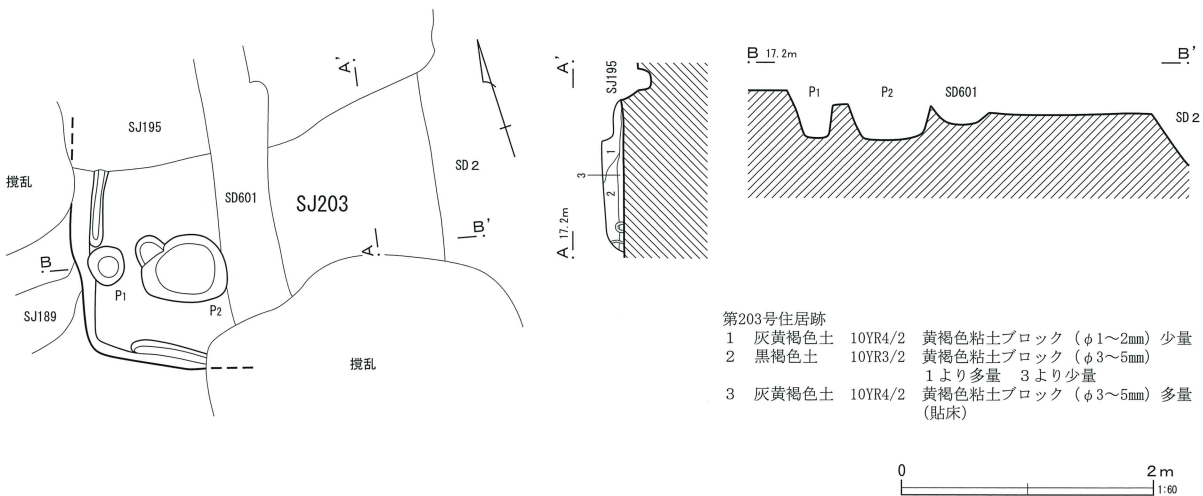 SJ195
撹乱
A'
SD601
SJ203
SD 2
B
B'
A
P1
P2
SJ189
撹乱
A'
SJ195
1
3
2
A 17.2m
B 17.2m
B'
P1
P2
SD601
SD 2
第203号住居跡
1 灰黄褐色土 10YR4/2 黄褐色粘土ブロック（φ1～2㎜）少量
2 黒褐色土 10YR3/2 黄褐色粘土ブロック（φ3～5㎜）
1より多量 3より少量
3 灰黄褐色土 10YR4/2 黄褐色粘土ブロック（φ3～5㎜）多量
（貼床）
0 2m
1:60